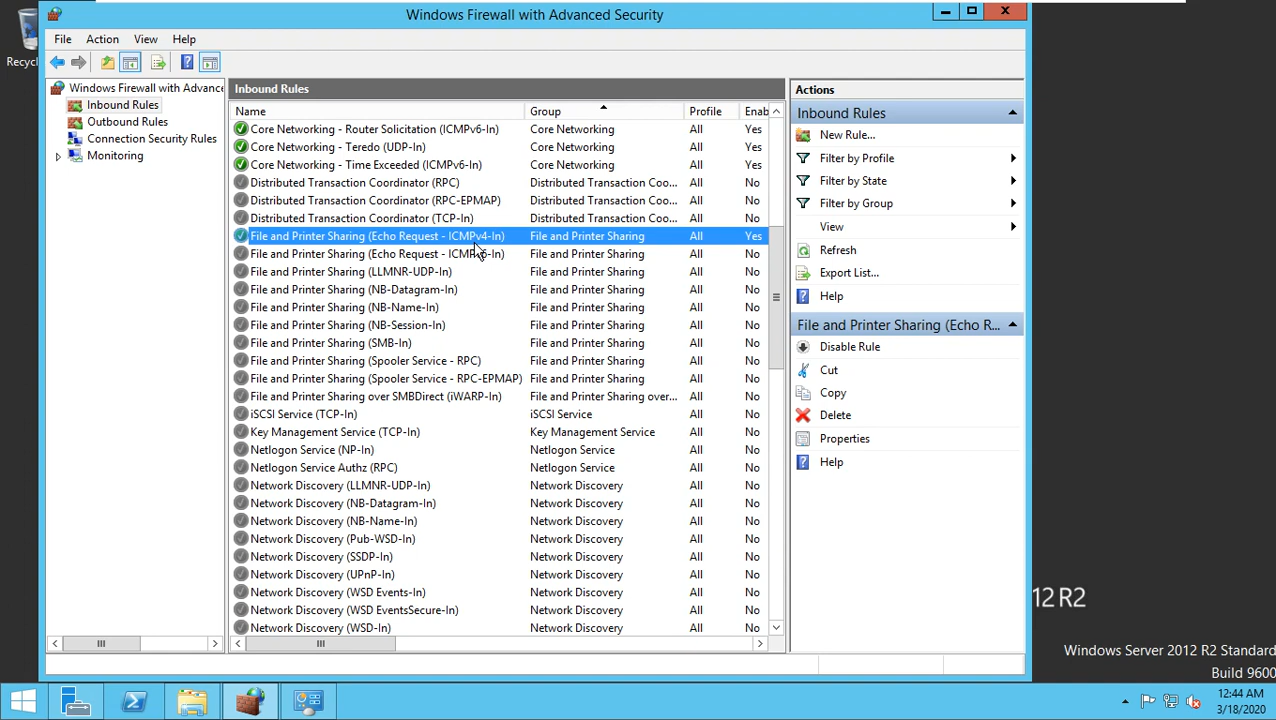 Windows Firewall with Advanced Security
File Action View Help
Recyc
Windows Firewall with Advance
Inbound Rules
Outbound Rules
Connection Security Rules
Monitoring
Inbound Rules
Name Group Profile Enab
Core Networking - Router Solicitation (ICMPv6-In) Core Networking All Yes
Core Networking - Teredo (UDP-In) Core Networking All Yes
Core Networking - Time Exceeded (ICMPv6-In) Core Networking All Yes
Distributed Transaction Coordinator (RPC) Distributed Transaction Coo... All No
Distributed Transaction Coordinator (RPC-EPMAP) Distributed Transaction Coo... All No
Distributed Transaction Coordinator (TCP-In) Distributed Transaction Coo... All No
File and Printer Sharing (Echo Request - ICMPv4-In) File and Printer Sharing All Yes
File and Printer Sharing (Echo Request - ICMPv6-In) File and Printer Sharing All No
File and Printer Sharing (LLMNR-UDP-In) File and Printer Sharing All No
File and Printer Sharing (NB-Datagram-In) File and Printer Sharing All No
File and Printer Sharing (NB-Name-In) File and Printer Sharing All No
File and Printer Sharing (NB-Session-In) File and Printer Sharing All No
File and Printer Sharing (SMB-In) File and Printer Sharing All No
File and Printer Sharing (Spooler Service - RPC) File and Printer Sharing All No
File and Printer Sharing (Spooler Service - RPC-EPMAP) File and Printer Sharing All No
File and Printer Sharing over SMBDirect (iWARP-In) File and Printer Sharing over... All No
iSCSI Service (TCP-In) iSCSI Service All No
Key Management Service (TCP-In) Key Management Service All No
Netlogon Service (NP-In) Netlogon Service All No
Netlogon Service Authz (RPC) Netlogon Service All No
Network Discovery (LLMNR-UDP-In) Network Discovery All No
Network Discovery (NB-Datagram-In) Network Discovery All No
Network Discovery (NB-Name-In) Network Discovery All No
Network Discovery (Pub-WSD-In) Network Discovery All No
Network Discovery (SSDP-In) Network Discovery All No
Network Discovery (UPnP-In) Network Discovery All No
Network Discovery (WSD Events-In) Network Discovery All No
Network Discovery (WSD EventsSecure-In) Network Discovery All No
Network Discovery (WSD-In) Network Discovery All No
Actions
Inbound Rules
New Rule...
Filter by Profile
Filter by State
Filter by Group
View
Refresh
Export List...
Help
File and Printer Sharing (Echo R...
Disable Rule
Cut
Copy
Delete
Properties
Help
12 R2
Windows Server 2012 R2 Standard
Build 9600
12:44 AM
3/18/2020